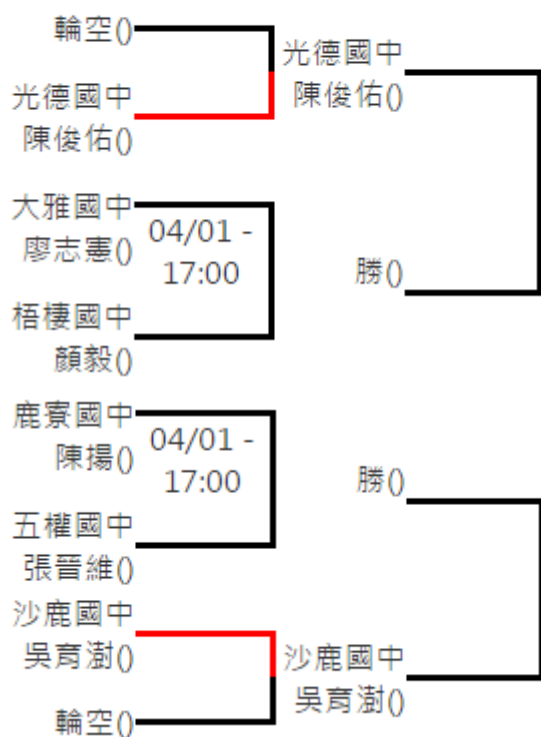 輪空()
光德國中
陳俊佑()
光德國中
陳俊佑()
大雅國中
廖志憲()
04/01 -
17:00
梧棲國中
顏毅()
勝()
鹿寮國中
陳揚()
04/01 -
17:00
五權國中
張晉維()
勝()
沙鹿國中
吳育澍()
輪空()
沙鹿國中
吳育澍()